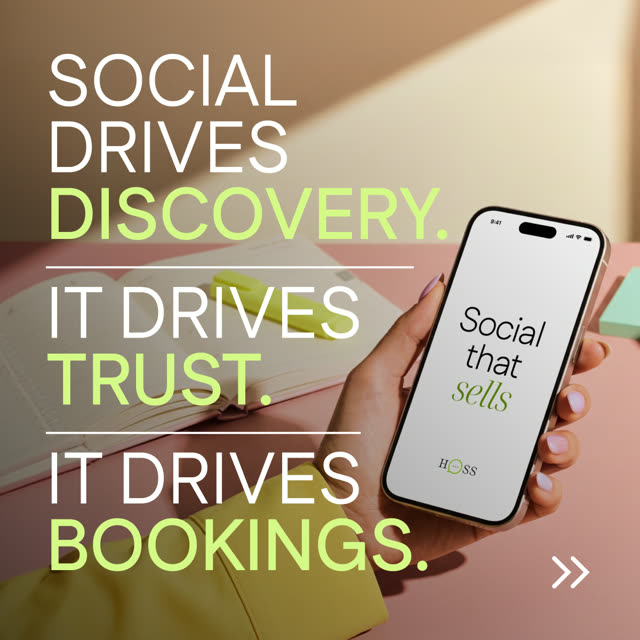 SOCIAL
DRIVES
DISCOVERY.
IT DRIVES
TRUST.
IT DRIVES
BOOKINGS.
9:41
Social
that
sells
HOSS